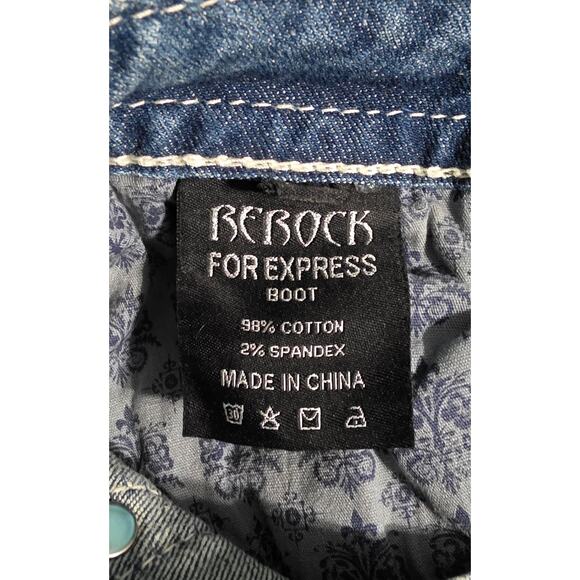 REROCK
FOR EXPRESS
BOOT
98% COTTON
2% SPANDEX
MADE IN CHINA
30